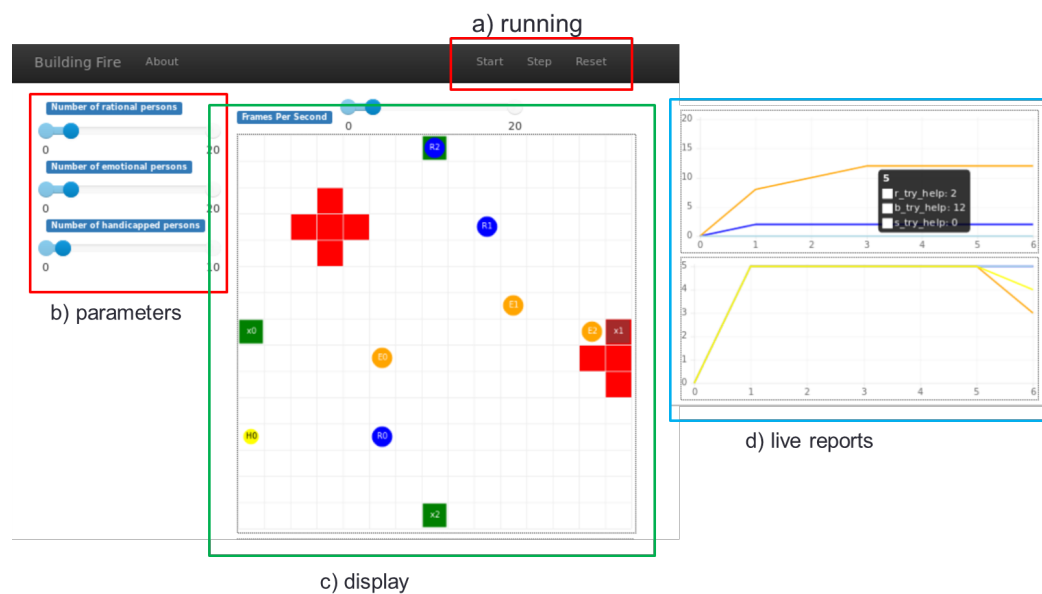 a) running
Building Fire About Start Step Reset
Number of rational persons
0 20
Number of emotional persons
0 20
Number of handicapped persons
0 10
b) parameters
Frames Per Second
0 20
R2
R1
E1
x0
E2 x1
E0
H0
R0
x2
c) display
20
15
10
5
0
0 1 2 3 4 5 6
5
r_try_help: 2
b_try_help: 12
s_try_help: 0
5
4
3
2
1
0
0 1 2 3 4 5 6
d) live reports